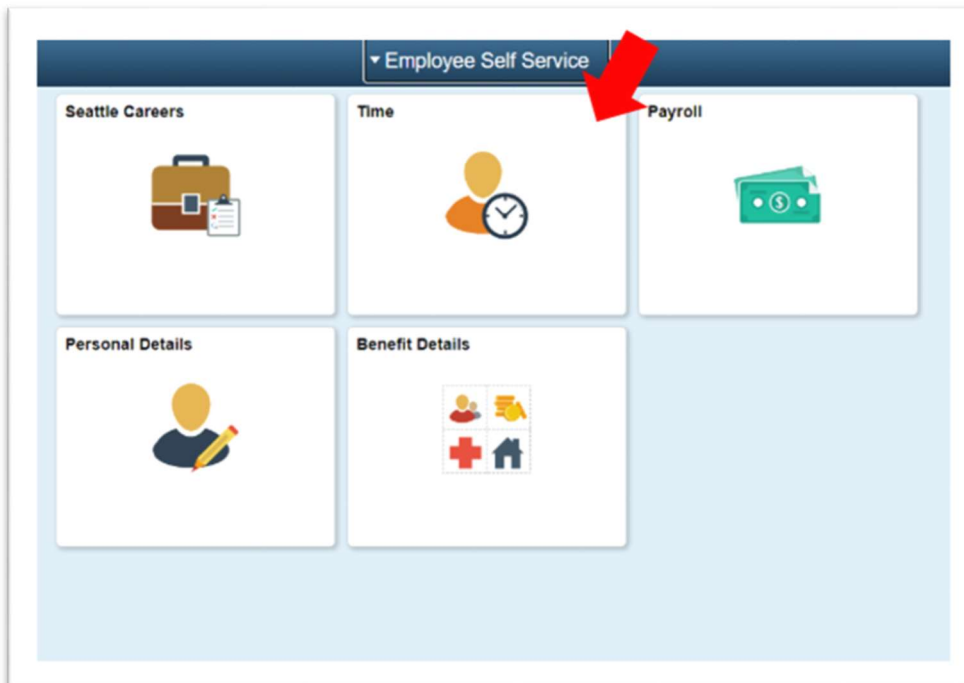 Employee Self Service
Seattle Careers
Time
Payroll
$
Personal Details
Benefit Details